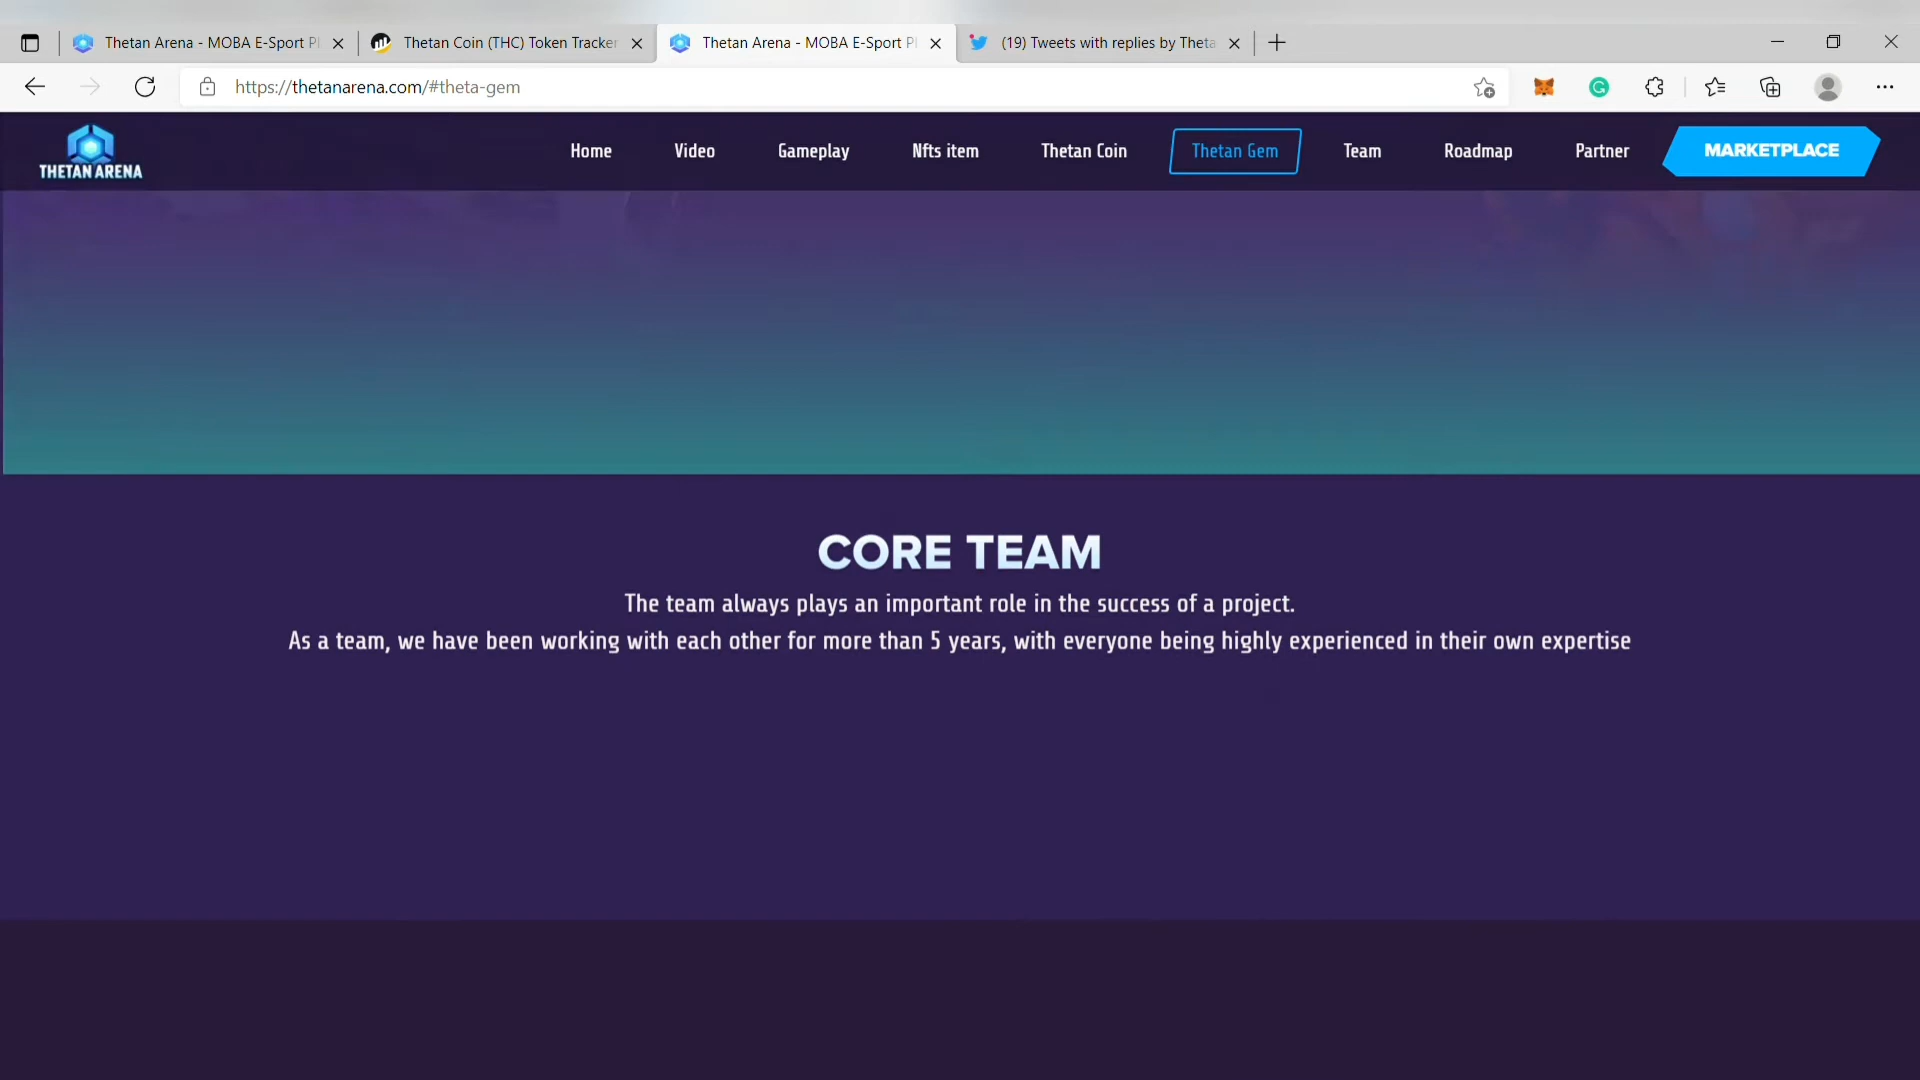 Thetan Arena - MOBA E-Sport Pl
Thetan Coin (THC) Token Tracker
Thetan Arena - MOBA E-Sport Pl
(19) Tweets with replies by Theta
https://thetanarena.com/#theta-gem
THETAN ARENA
Home
Video
Gameplay
Nfts item
Thetan Coin
Thetan Gem
Team
Roadmap
Partner
MARKETPLACE
CORE TEAM
The team always plays an important role in the success of a project.
As a team, we have been working with each other for more than 5 years, with everyone being highly experienced in their own expertise